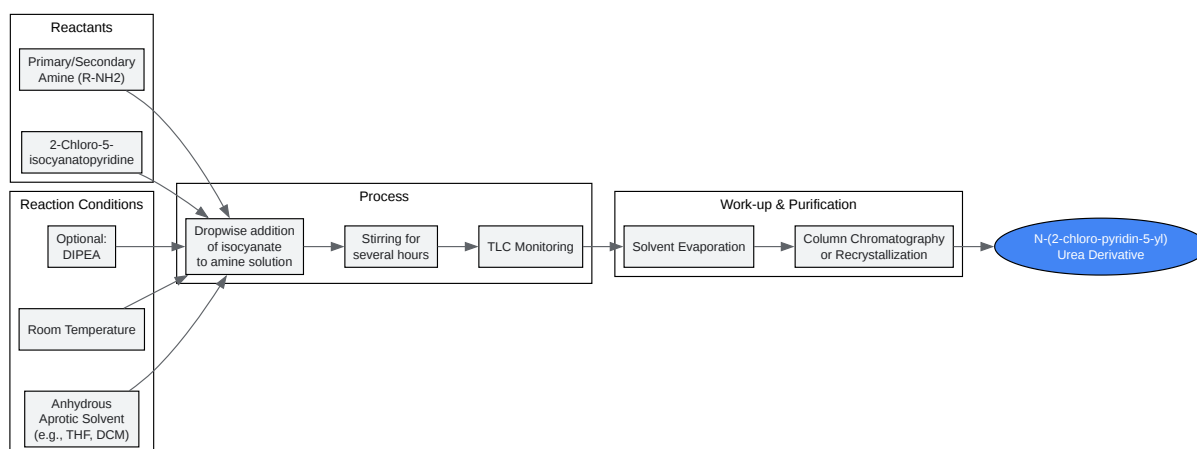 Reactants
Primary/Secondary
Amine (R-NH2)
2-Chloro-5-
isocyanatopyridine
Reaction Conditions
Optional:
DIPEA
Room Temperature
Anhydrous
Aprotic Solvent
(e.g., THF, DCM)
Process
Dropwise addition
of isocyanate
to amine solution
Stirring for
several hours
TLC Monitoring
Work-up & Purification
Solvent Evaporation
Column Chromatography
or Recrystallization
N-(2-chloro-pyridin-5-yl)
Urea Derivative